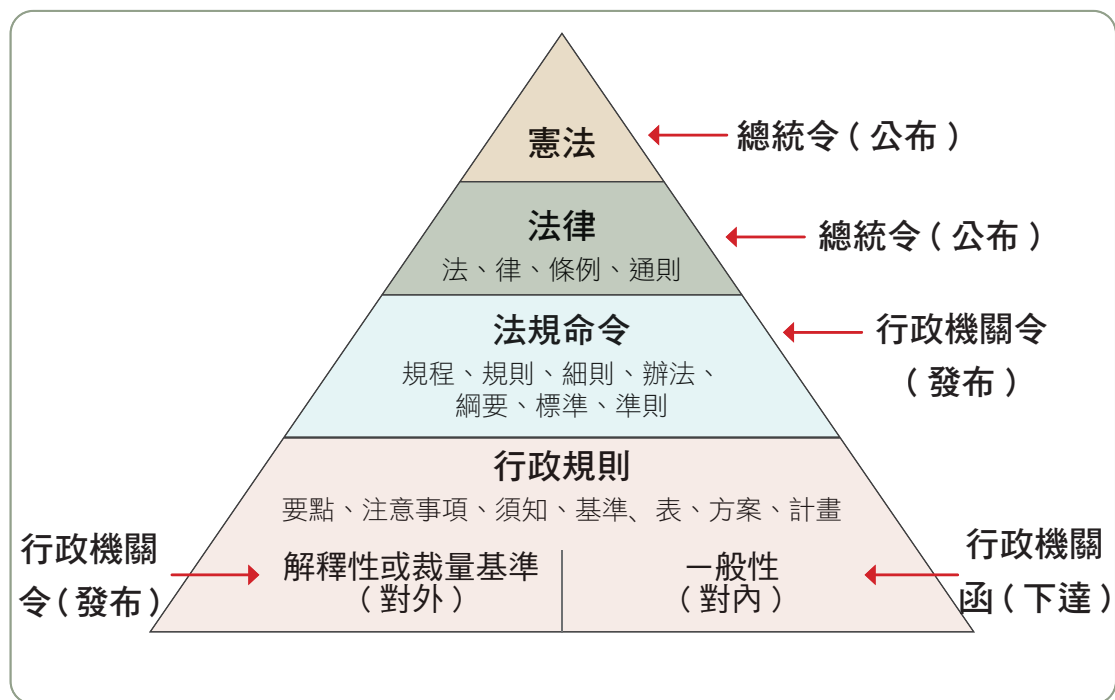 憲法
總統令（公布）
法律
法、律、條例、通則
總統令（公布）
法規命令
規程、規則、細則、辦法、
綱要、標準、準則
行政機關令
（發布）
行政規則
要點、注意事項、須知、基準、表、方案、計畫
行政機關
令（發布）
解釋性或裁量基準
（對外）
一般性
（對內）
行政機關
函（下達）